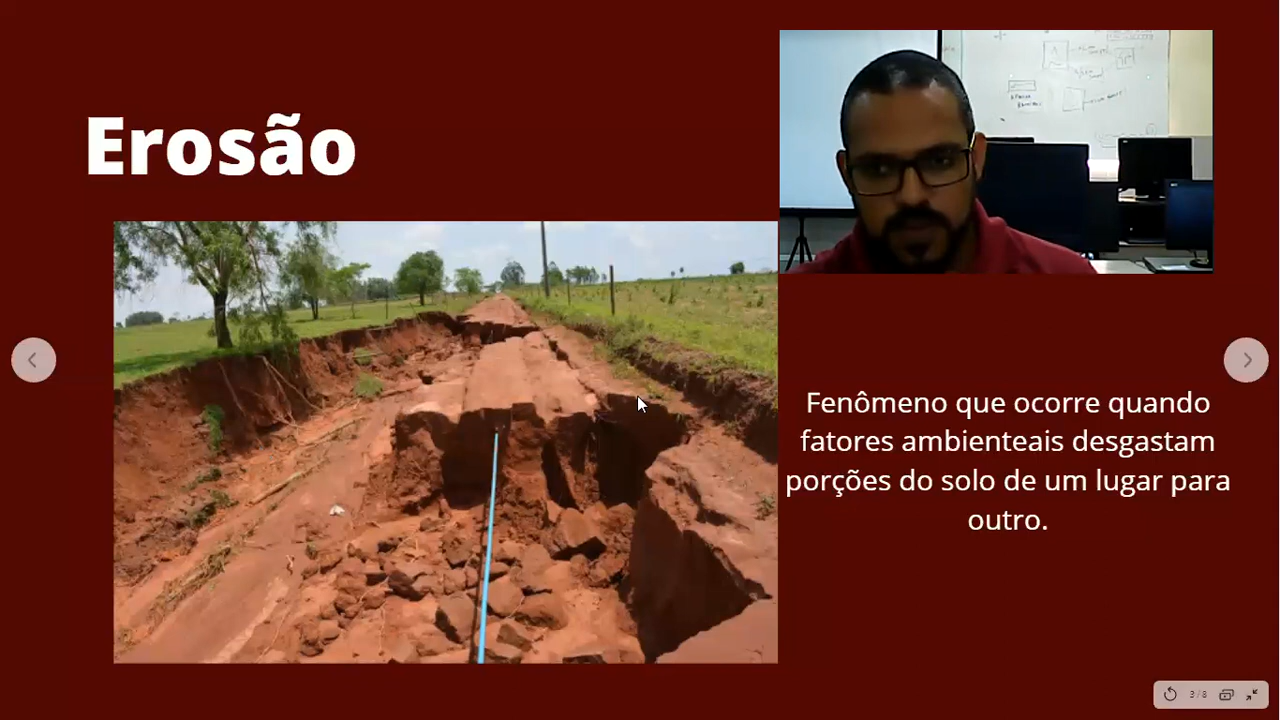 Erosão
Fenômeno que ocorre quando
fatores ambienteais desgastam
porções do solo de um lugar para
outro.
3/8